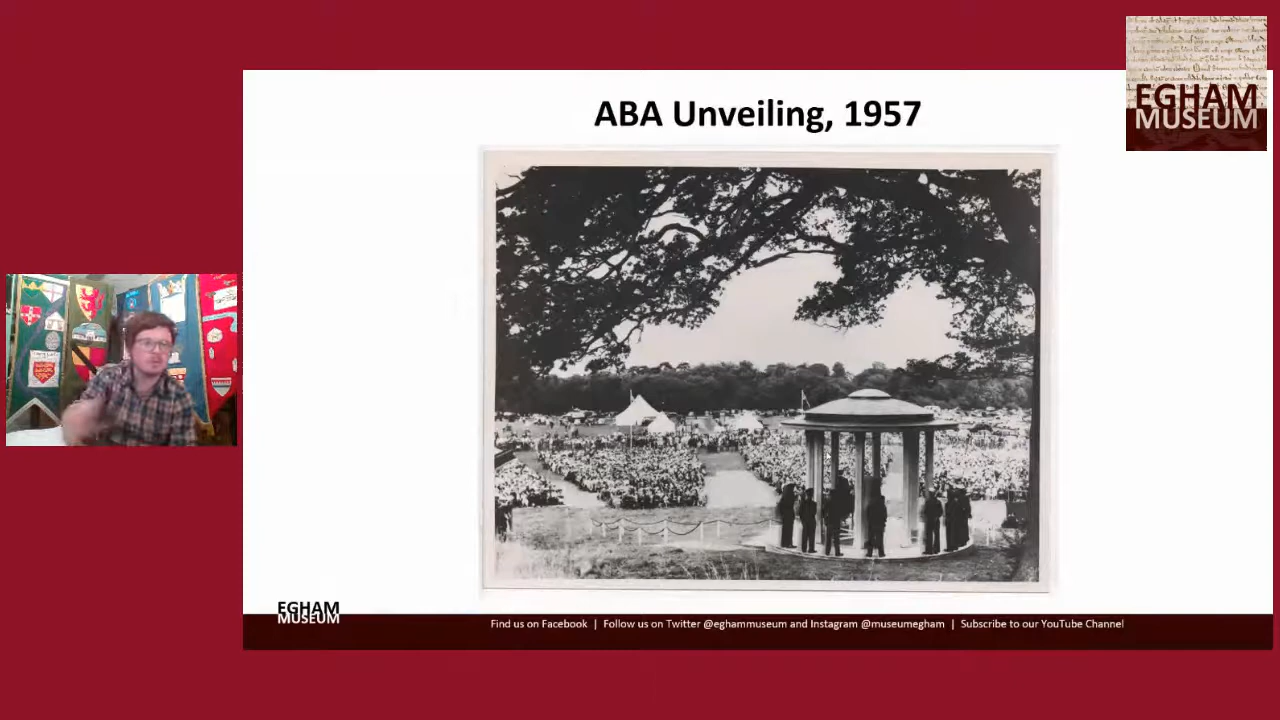 ABA Unveiling, 1957
EGHAM
MUSEUM
EGHAM
MUSEUM
Find us on Facebook | Follow us on Twitter @eghammuseum and Instagram @museumegham | Subscribe to our YouTube Channel